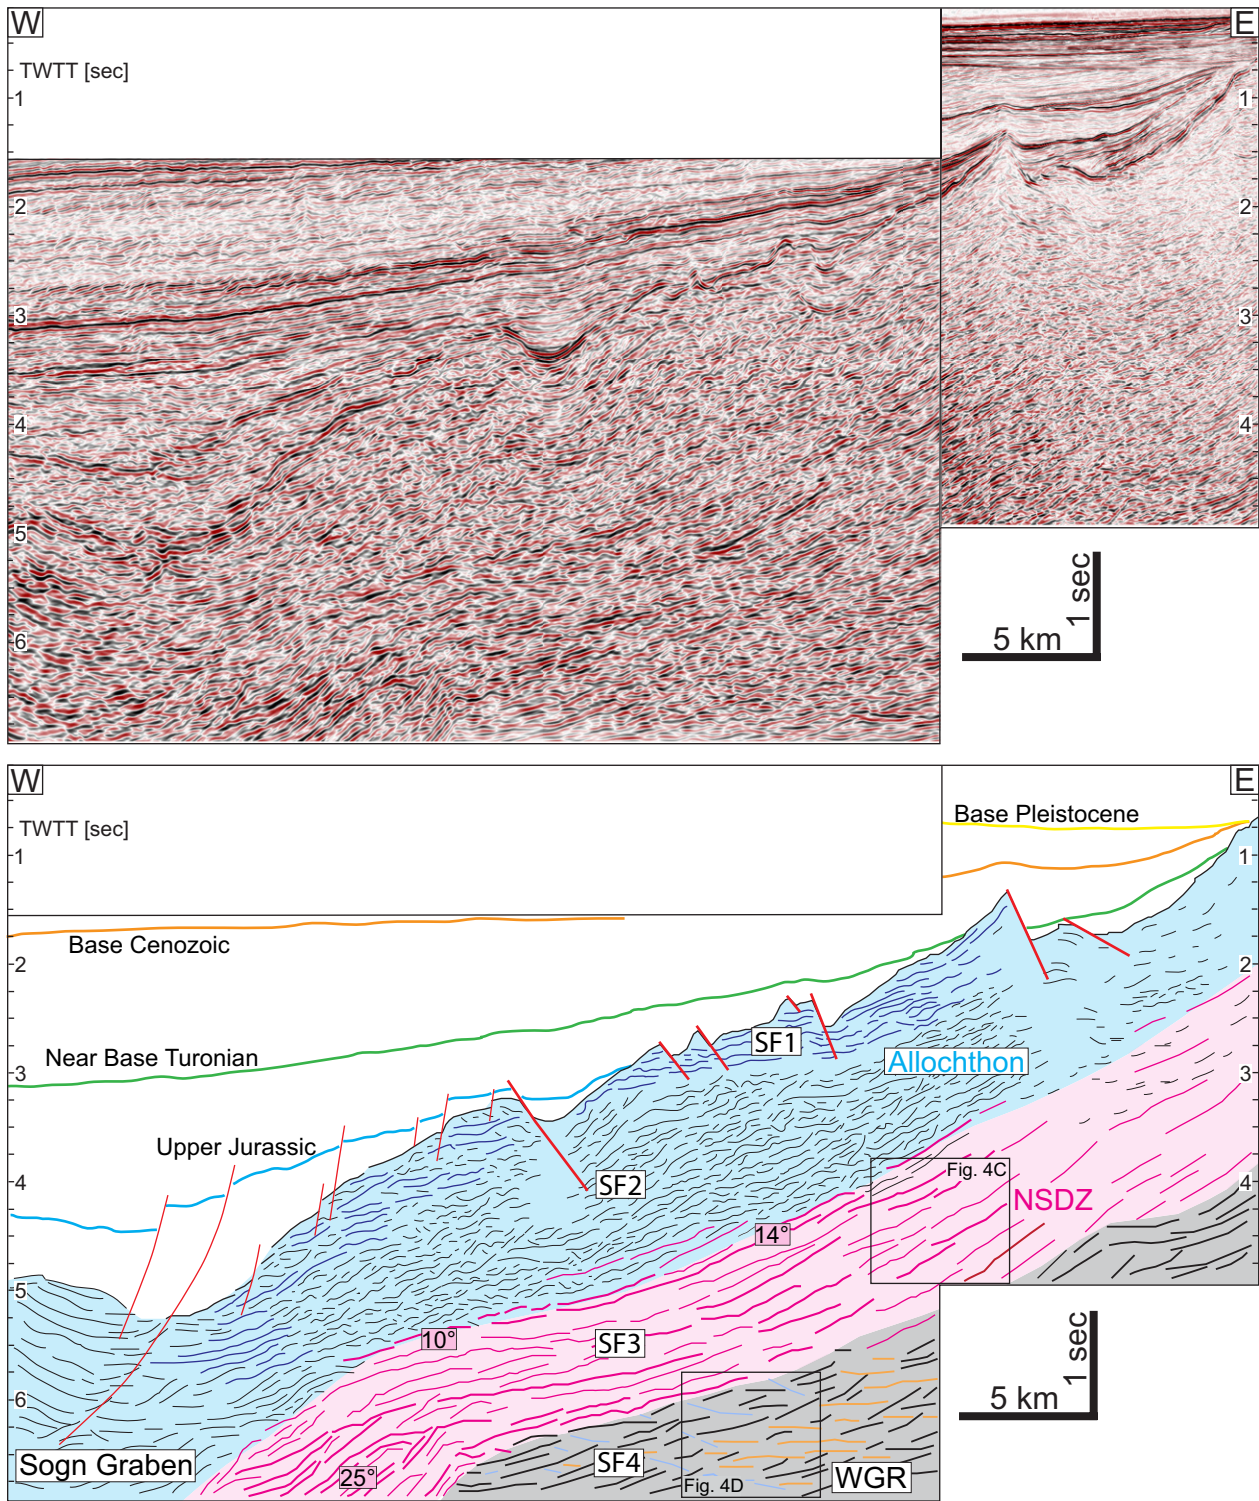 W
E
TWTT [sec]
1
1
2
2
3
3
4
4
5
6
1 sec
5 km
W
E
TWTT [sec]
Base Pleistocene
1
1
Base Cenozoic
2
2
SF1
Near Base Turonian
Allochthon
3
3
Upper Jurassic
Fig. 4C
4
SF2
4
NSDZ
14°
5
10°
SF3
1 sec
5 km
6
Sogn Graben
25°
SF4
Fig. 4D
WGR